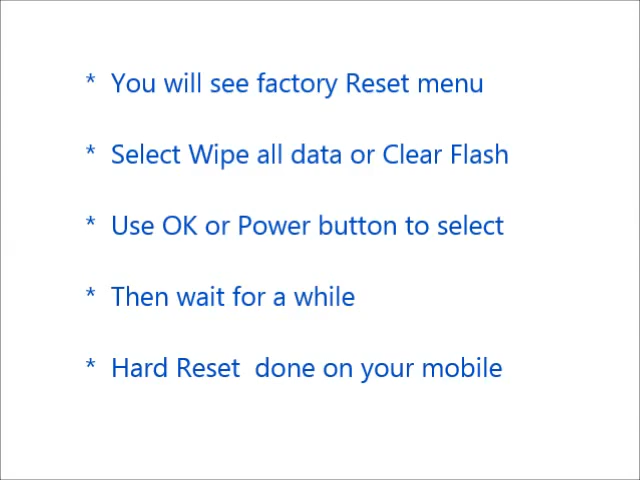 * You will see factory Reset menu
* Select Wipe all data or Clear Flash
* Use OK or Power button to select
* Then wait for a while
* Hard Reset  done on your mobile